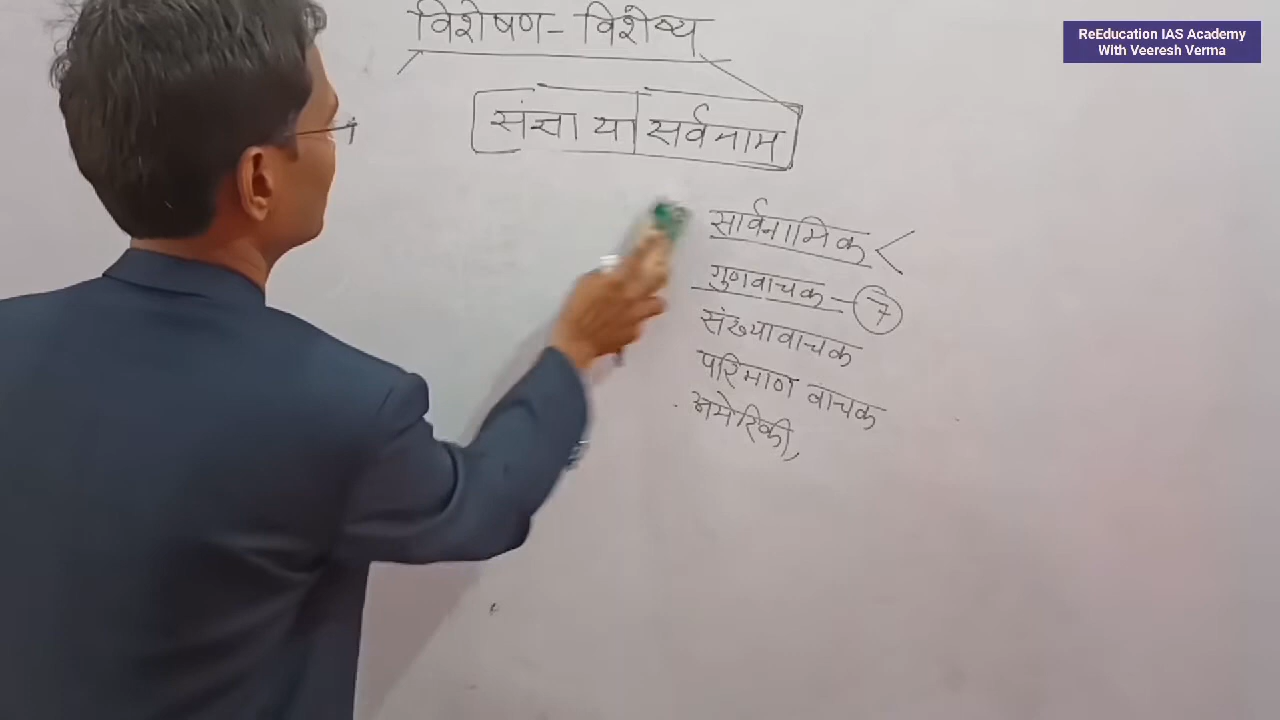 विशेषण - विशेष्य
ReEducation IAS Academy
With Veeresh Verma
संज्ञा या सर्वनाम
सार्वनामिक <
गुणवाचक - 7
संख्यावाचक
परिमाण वाचक
अमेरिकी,